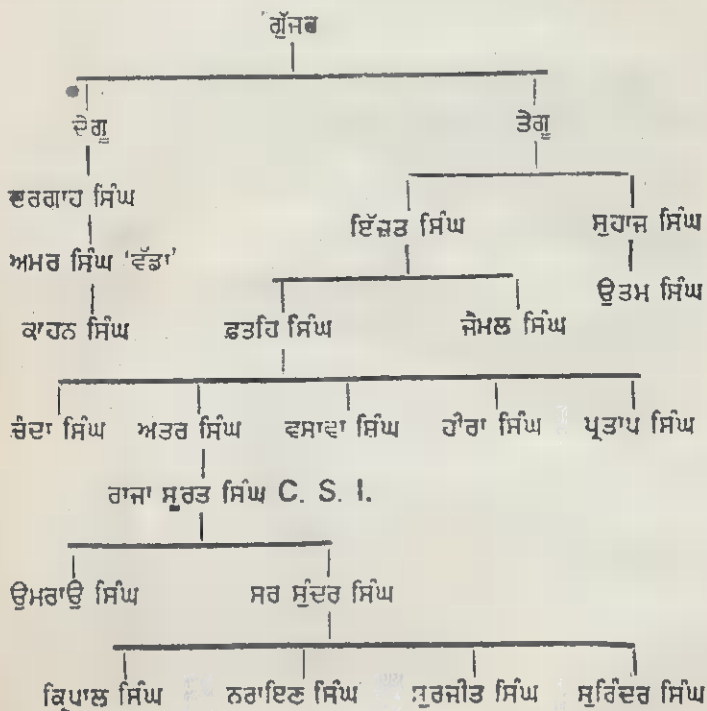 ਗੁੱਜਰ
ਦੇਗੂ ਤੇਗੂ
ਦਰਗਾਹ ਸਿੰਘ
ਇੱਜ਼ਤ ਸਿੰਘ ਸੁਹਾਜ ਸਿੰਘ
ਅਮਰ ਸਿੰਘ 'ਵੱਡਾ'
ਉਤਮ ਸਿੰਘ
ਕਾਹਨ ਸਿੰਘ ਫ਼ਤਹਿ ਸਿੰਘ ਜੈਮਲ ਸਿੰਘ
ਚੰਦਾ ਸਿੰਘ ਅਤਰ ਸਿੰਘ ਵਸਾਵਾ ਸਿੰਘ ਹੀਰਾ ਸਿੰਘ ਪ੍ਰਤਾਪ ਸਿੰਘ
ਰਾਜਾ ਸੂਰਤ ਸਿੰਘ C. S. I.
ਉਮਰਾਉ ਸਿੰਘ ਸਰ ਸੁੰਦਰ ਸਿੰਘ
ਕਿਪਾਲ ਸਿੰਘ ਨਰਾਇਣ ਸਿੰਘ ਸੁਰਜੀਤ ਸਿੰਘ ਸੁਰਿੰਦਰ ਸਿੰਘ